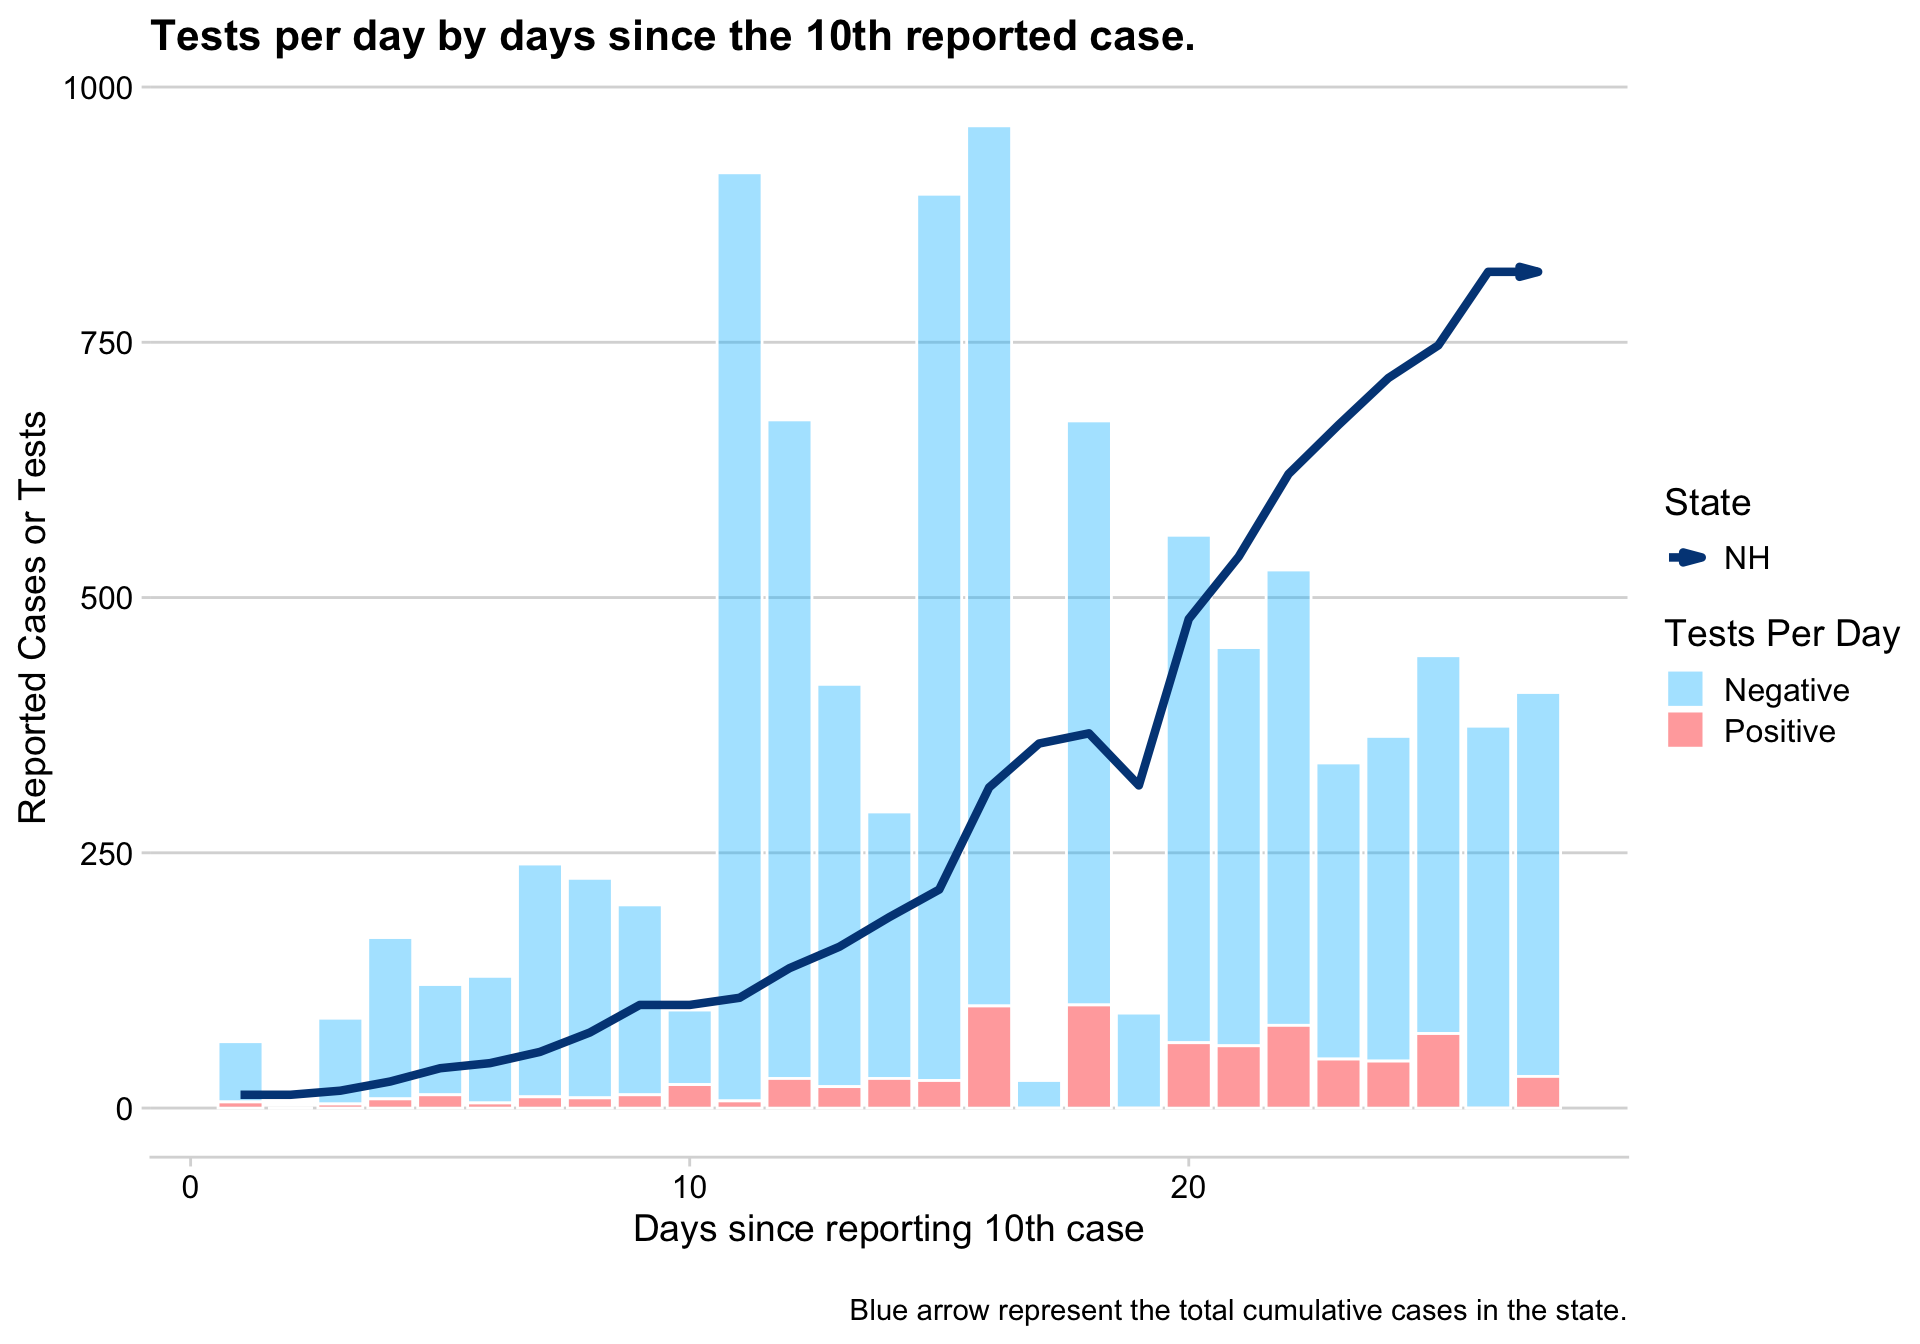 Tests per day by days since the 10th reported case.
1000
750
500
250
0
Reported Cases or Tests
0 10 20
Days since reporting 10th case
State
NH
Tests Per Day
Negative
Positive
Blue arrow represent the total cumulative cases in the state.